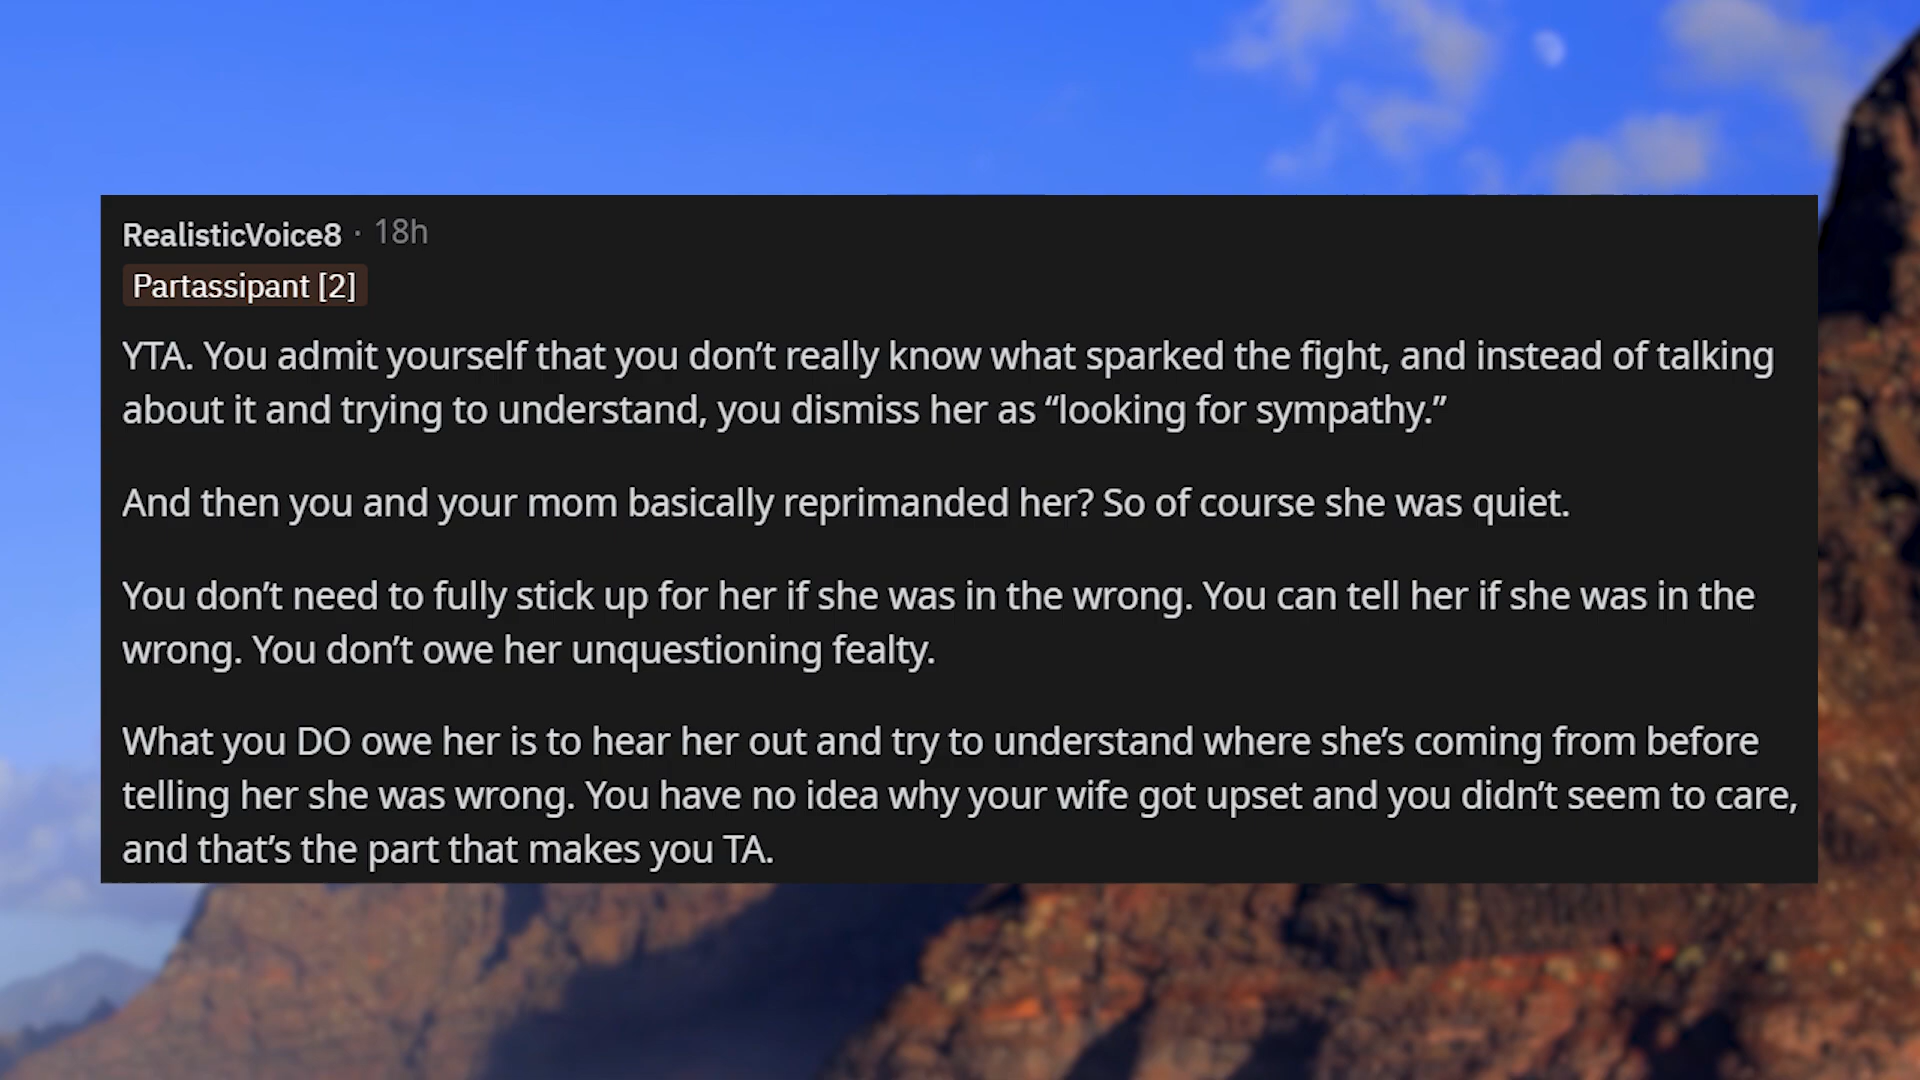 RealisticVoice8 · 18h
Partassipant [2]
YTA. You admit yourself that you don’t really know what sparked the fight, and instead of talking
about it and trying to understand, you dismiss her as “looking for sympathy.”
And then you and your mom basically reprimanded her? So of course she was quiet.
You don’t need to fully stick up for her if she was in the wrong. You can tell her if she was in the
wrong. You don’t owe her unquestioning fealty.
What you DO owe her is to hear her out and try to understand where she’s coming from before
telling her she was wrong. You have no idea why your wife got upset and you didn’t seem to care,
and that’s the part that makes you TA.